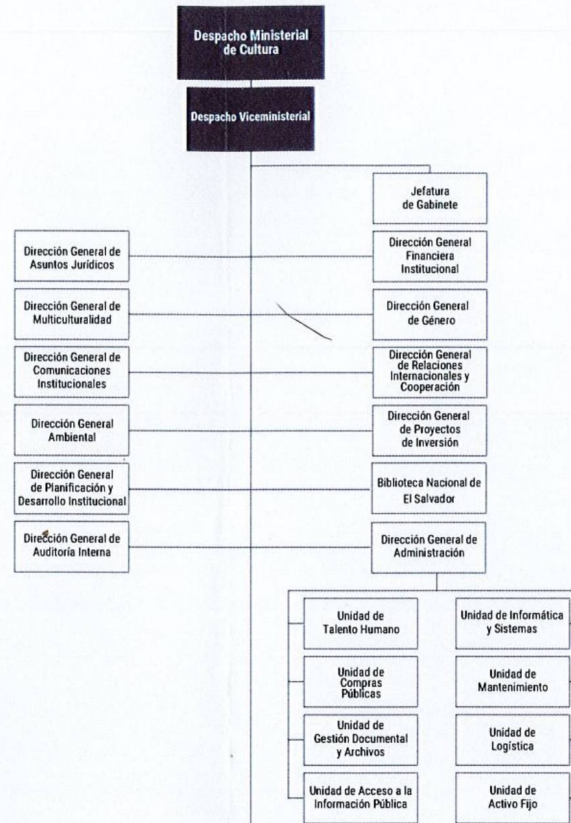 Despacho Ministerial
de Cultura
Despacho Viceministerial
Jefatura
de Gabinete
Dirección General de
Asuntos Jurídicos
Dirección General
Financiera
Institucional
Dirección General de
Multiculturalidad
Dirección General
de Género
Dirección General de
Comunicaciones
Institucionales
Dirección General
de Relaciones
Internacionales y
Cooperación
Dirección General
Ambiental
Dirección General
de Proyectos
de Inversión
Dirección General
de Planificación y
Desarrollo Institucional
Biblioteca Nacional de
El Salvador
Dirección General de
Auditoría Interna
Dirección General de
Administración
Unidad de
Talento Humano
Unidad de Informática
y Sistemas
Unidad de
Compras
Públicas
Unidad de
Mantenimiento
Unidad de
Gestión Documental
y Archivos
Unidad de
Logística
Unidad de Acceso a la
Información Pública
Unidad de
Activo Fijo